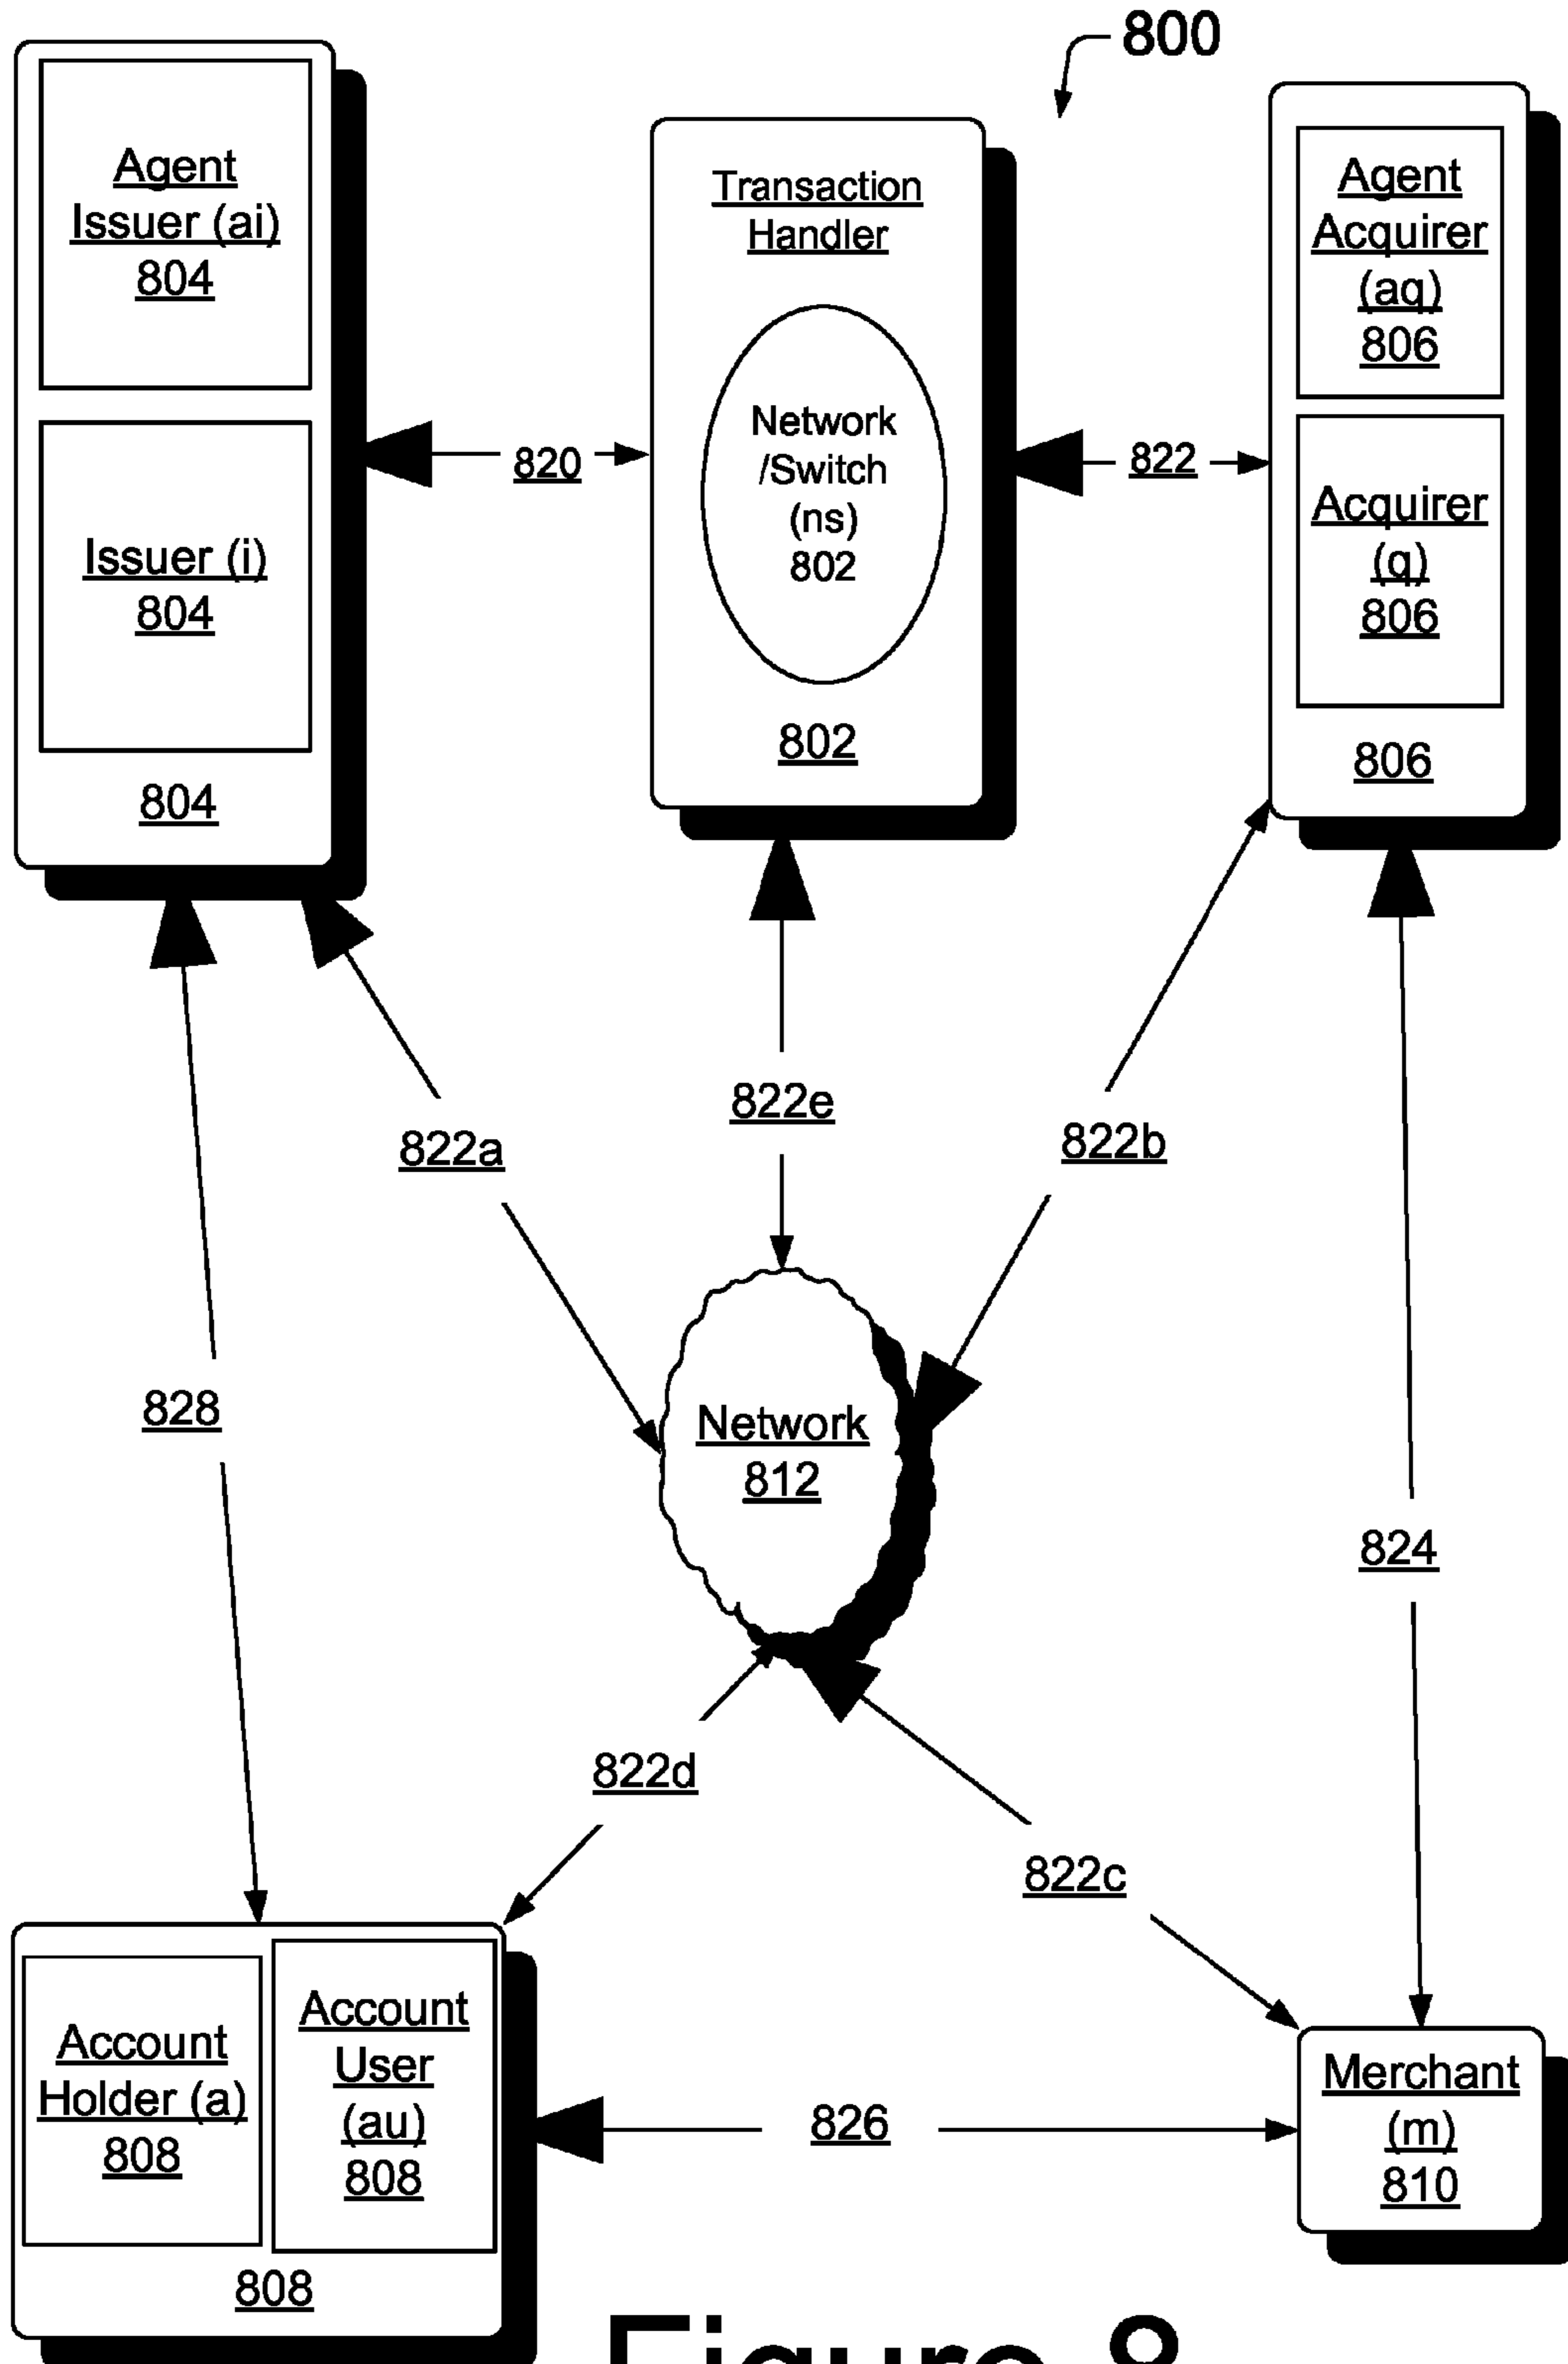 800
Agent
Issuer (ai)
804
Issuer (i)
804
804
Transaction
Handler
Network
/Switch
(ns)
802
802
Agent
Acquirer
(aq)
806
Acquirer
(q)
806
806
820
822
822a
822e
822b
828
Network
812
824
822d
822c
Account
Holder (a)
808
Account
User
(au)
808
808
826
Merchant
(m)
810
Figure 8